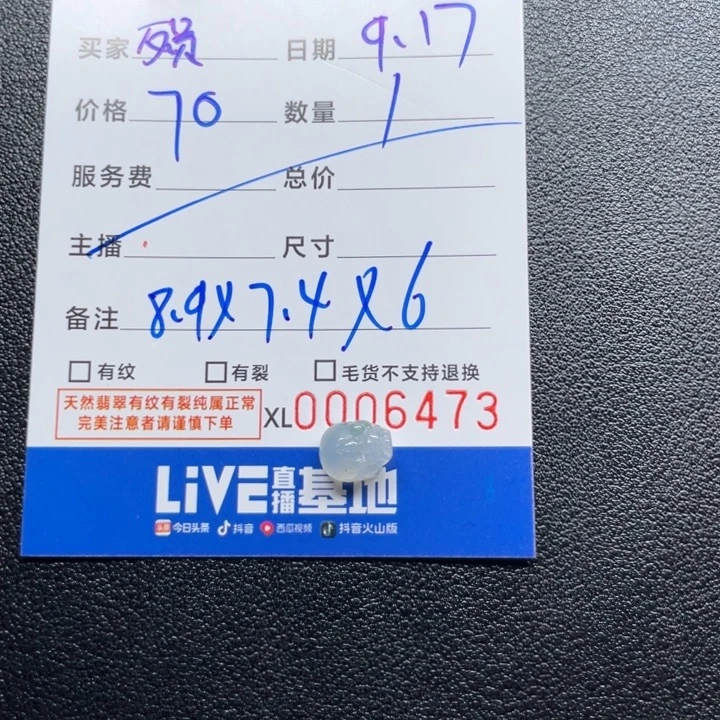 买家 日期 9.17
价格 70 数量 1
服务费 总价
主播 尺寸
备注 8.9X7.4X6
有纹 有裂 毛货不支持退换
天然翡翠有纹有裂纯属正常
完美注意者请谨慎下单
XL0006473
LiVE直播基地
头条 今日头条 抖音 西瓜视频 抖音火山版